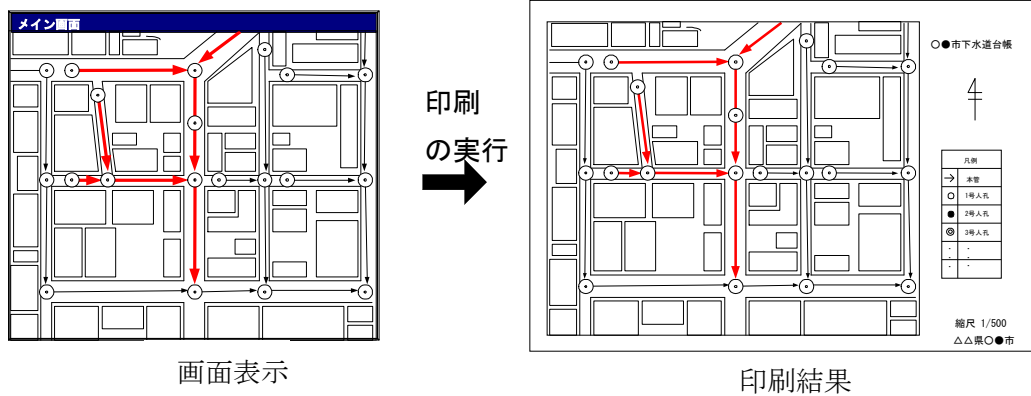 メイン画面
印刷
の実行
○●市下水道台帳
凡例
本管
1号人孔
2号人孔
3号人孔
縮尺 1/500
△△県○●市
画面表示
印刷結果